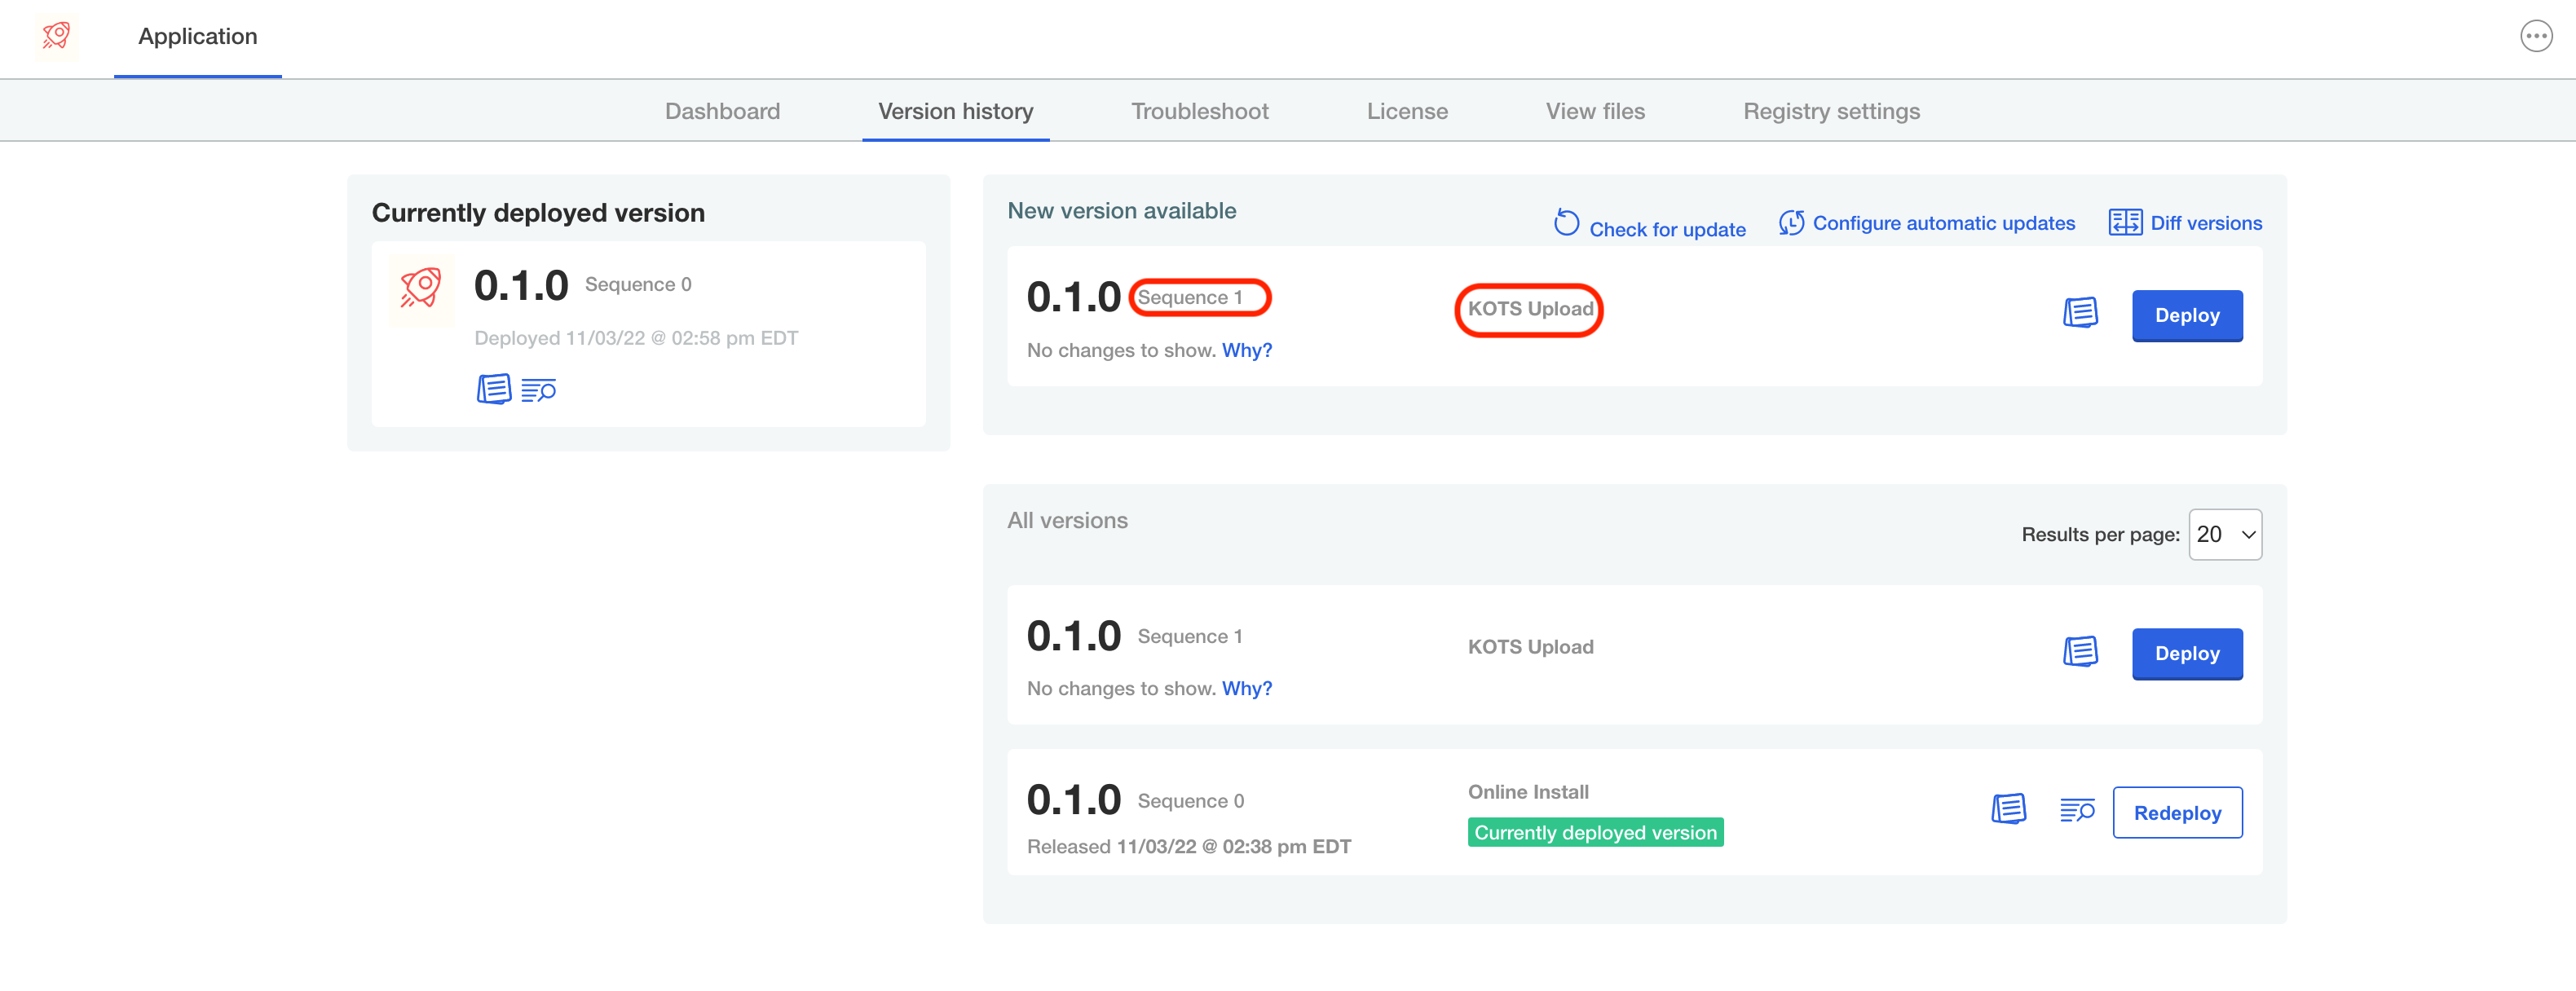 Application
Dashboard Version history Troubleshoot License View files Registry settings
Currently deployed version
0.1.0 Sequence 0
Deployed 11/03/22 @ 02:58 pm EDT
New version available
Check for update Configure automatic updates Diff versions
0.1.0 Sequence 1 KOTS Upload Deploy
No changes to show. Why?
All versions
Results per page: 20
0.1.0 Sequence 1 KOTS Upload Deploy
No changes to show. Why?
0.1.0 Sequence 0 Online Install Redeploy
Currently deployed version
Released 11/03/22 @ 02:38 pm EDT